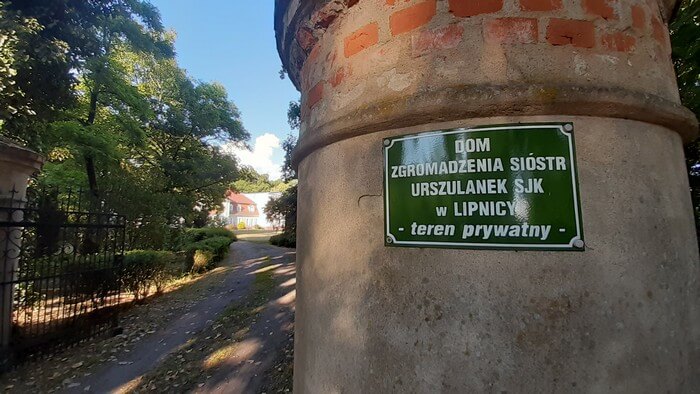 DOM
ZGROMADZENIA SIÓSTR
URSZULANEK SJK
w LIPNICY
- teren prywatny -